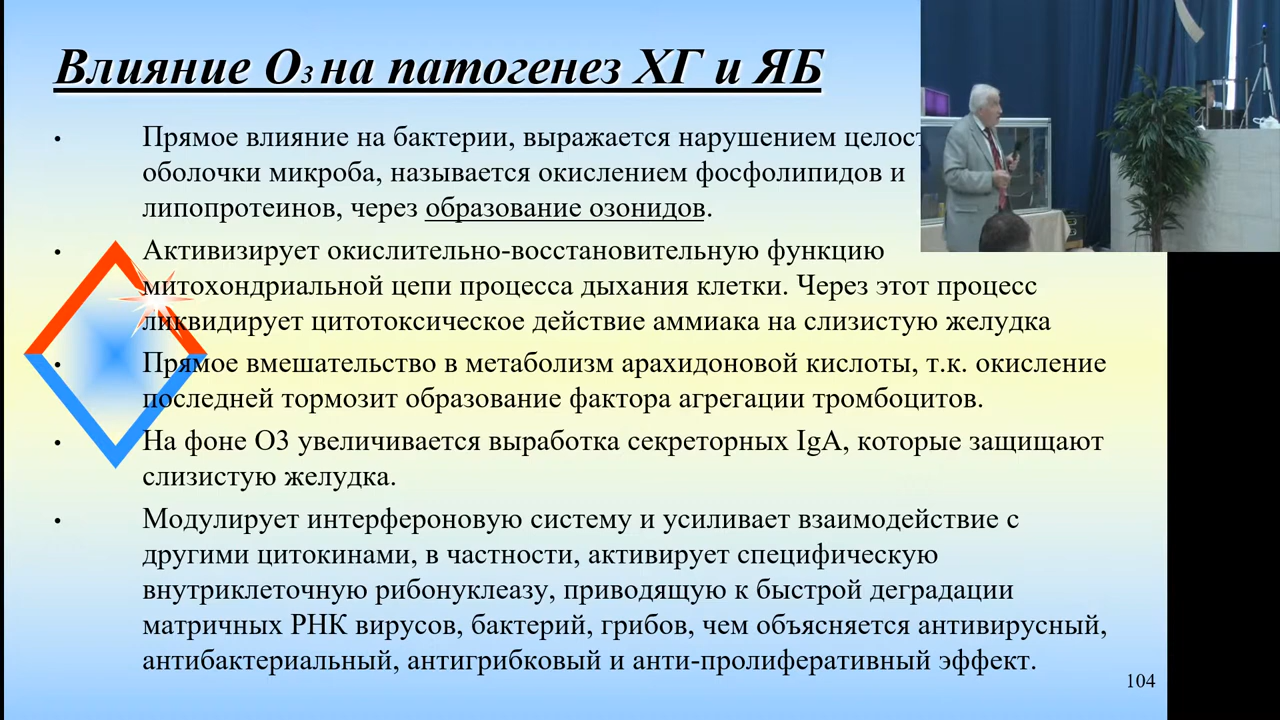 Влияние О3 на патогенез ХГ и ЯБ
• Прямое влияние на бактерии, выражается нарушением
оболочки микроба, называется окислением фосфолипидов и
липопротеинов, через образование озонидов.
• Активизирует окислительно-восстановительную функцию
митохондриальной цепи процесса дыхания клетки. Через этот процесс
ликвидирует цитотоксическое действие аммиака на слизистую желудка
• Прямое вмешательство в метаболизм арахидоновой кислоты, т.к. окисление
последней тормозит образование фактора агрегации тромбоцитов.
• На фоне О3 увеличивается выработка секреторных IgA, которые защищают
слизистую желудка.
• Модулирует интерфероновую систему и усиливает взаимодействие с
другими цитокинами, в частности, активирует специфическую
внутриклеточную рибонуклеазу, приводящую к быстрой деградации
матричных РНК вирусов, бактерий, грибов, чем объясняется антивирусный,
антибактериальный, антигрибковый и анти-пролиферативный эффект.
104